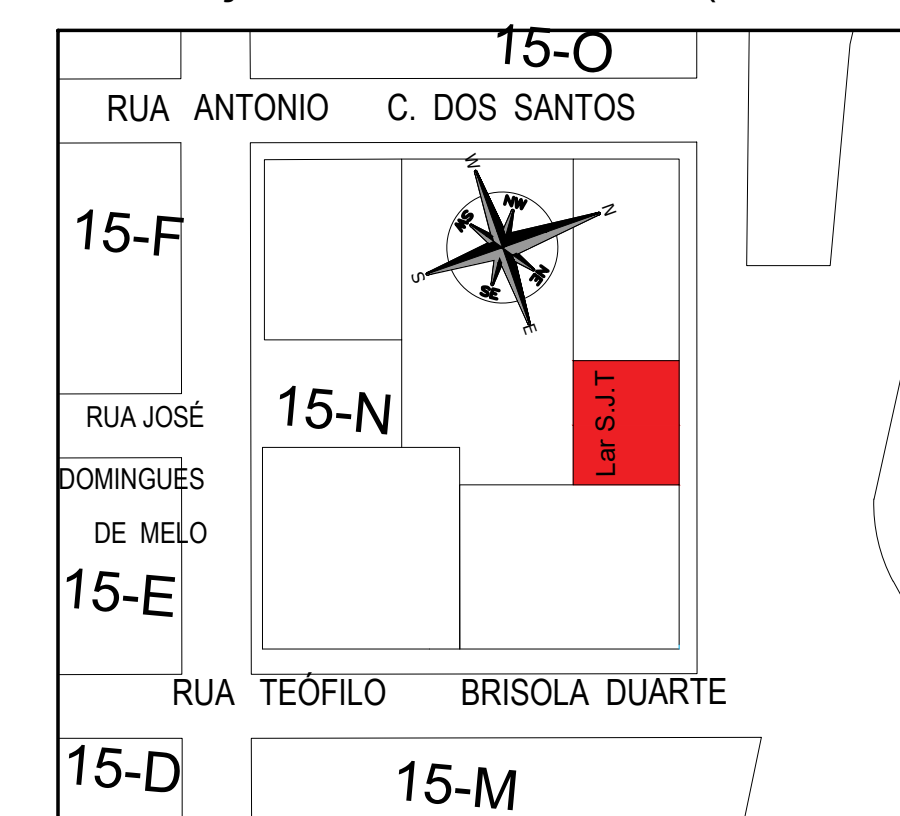 15-O
RUA ANTONIO C. DOS SANTOS
W
N
NW
SW
15-F
S
NE
SE
E
Lar S.J.T
15-N
RUA JOSÉ
DOMINGUES
DE MELO
15-E
RUA TEÓFILO BRISOLA DUARTE
15-D
15-M